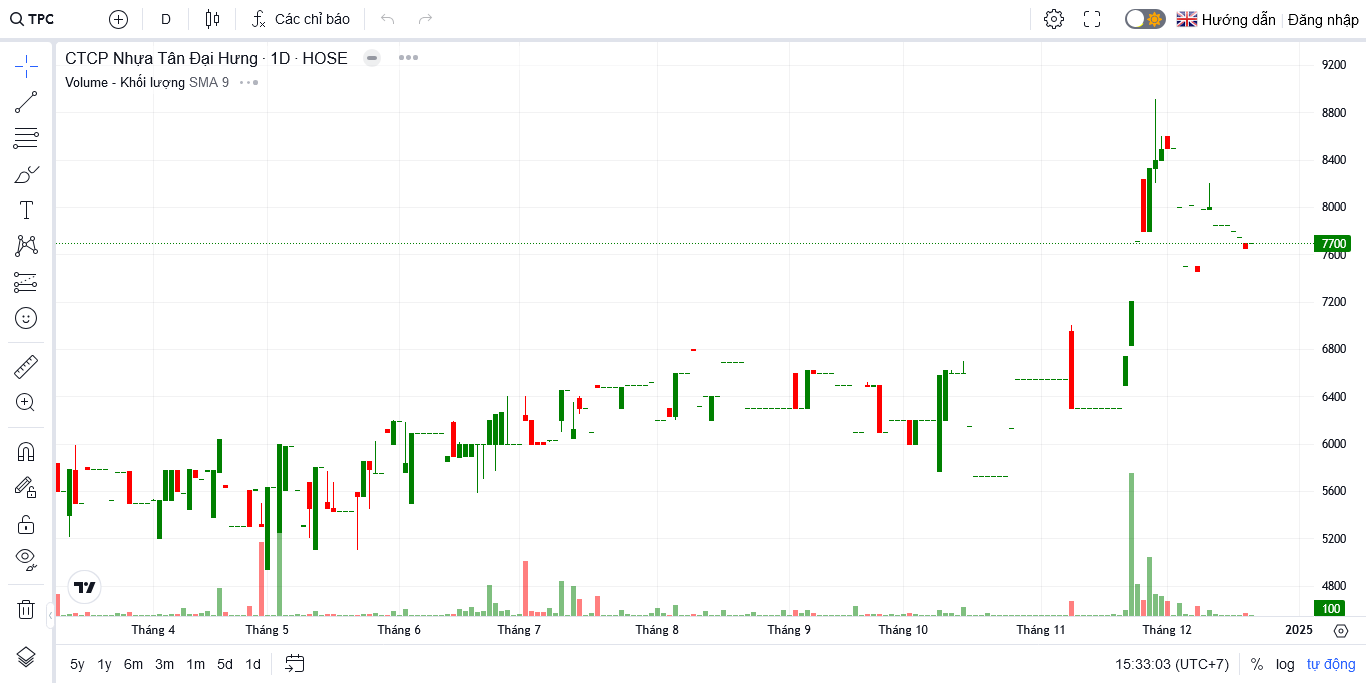 TPC D Các chỉ báo Hướng dẫn Đăng nhập
CTCP Nhựa Tân Đại Hưng · 1D · HOSE
Volume - Khối lượng SMA 9
9200
8800
8400
8000
7700
7600
7200
6800
6400
6000
5600
5200
4800
100
Tháng 4 Tháng 5 Tháng 6 Tháng 7 Tháng 8 Tháng 9 Tháng 10 Tháng 11 Tháng 12 2025
5y 1y 6m 3m 1m 5d 1d 15:33:03 (UTC+7) % log tự động